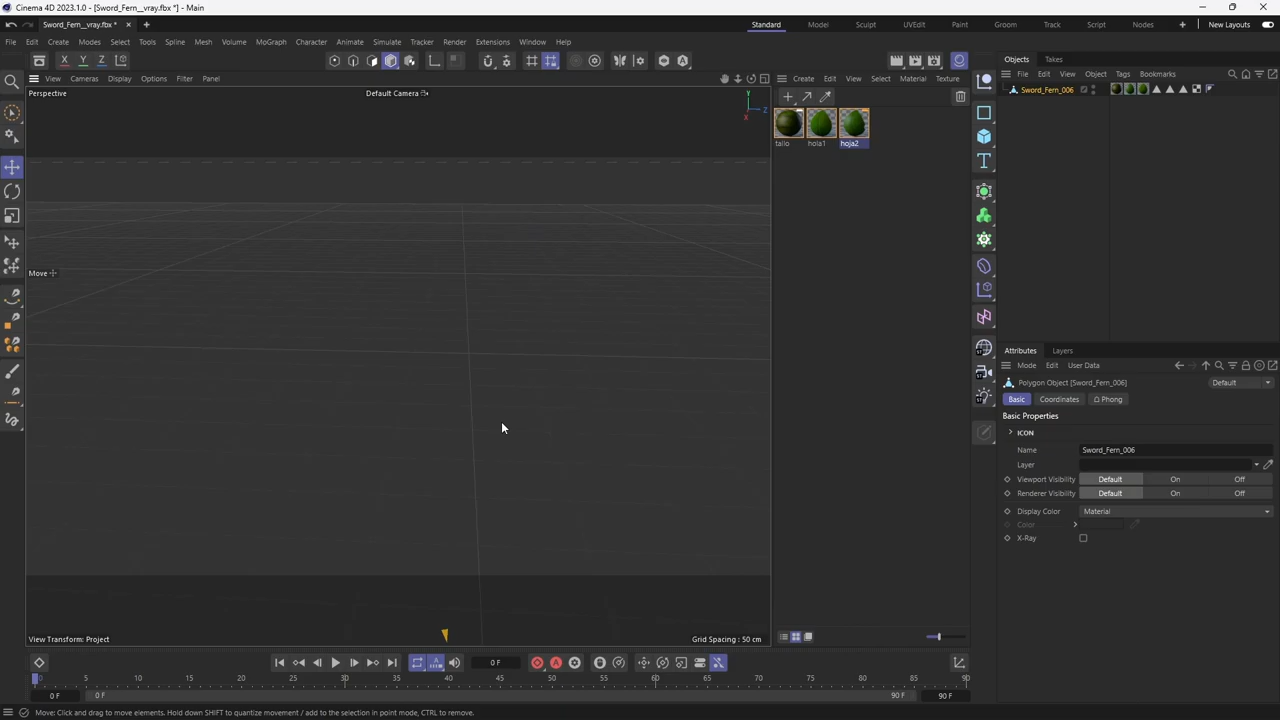 Cinema 4D 2023.1.0 - [Sword_Fern__vray.fbx *] - Main
Sword_Fern__vray.fbx * × +
Standard Model Sculpt UVEdit Paint Groom Track Script Nodes + New Layouts
File Edit Create Modes Select Tools Spline Mesh Volume MoGraph Character Animate Simulate Tracker Render Extensions Window Help
X Y Z
View Cameras Display Options Filter Panel
Create Edit View Select Material Texture
Objects Takes
File Edit View Object Tags Bookmarks
Perspective
Default Camera
Y
Z
X
Sword_Fern_006
tallo hola1 hoja2
Move
Attributes Layers
Mode Edit User Data
Polygon Object [Sword_Fern_006]
Default
Basic Coordinates Phong
Basic Properties
ICON
Name Sword_Fern_006
Layer
Viewport Visibility Default On Off
Renderer Visibility Default On Off
Display Color Material
Color
X-Ray
View Transform: Project
Grid Spacing : 50 cm
0 F
0 5 10 15 20 25 30 35 40 45 50 55 60 65 70 75 80 85 90
0 F 0 F 90 F 90 F
Move: Click and drag to move elements. Hold down SHIFT to quantize movement / add to the selection in point mode, CTRL to remove.